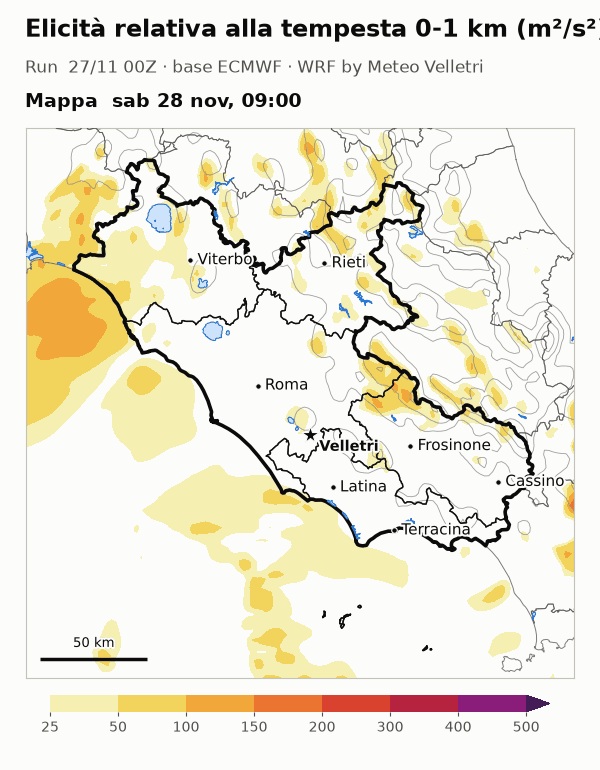 Elicità relativa alla tempesta 0-1 km (m²/s²)
Run 27/11 00Z · base ECMWF · WRF by Meteo Velletri
Mappa sab 28 nov, 09:00
Viterbo
Rieti
Roma
Velletri
Frosinone
Latina
Cassino
Terracina
50 km
25 50 100 150 200 300 400 500